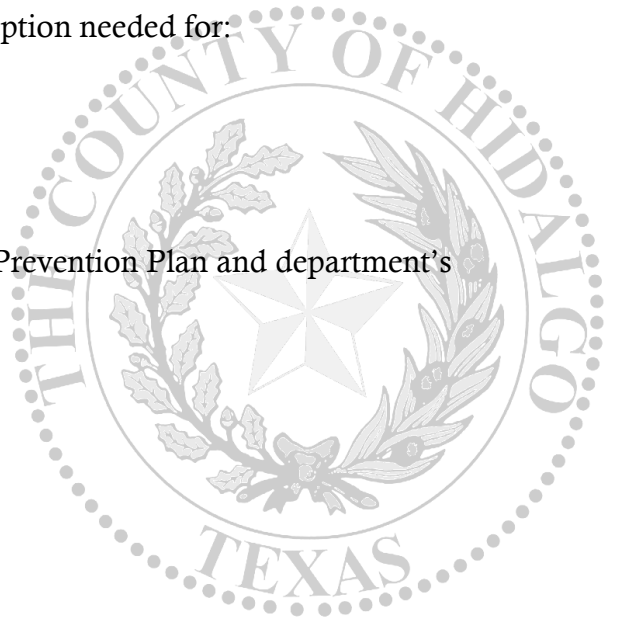 ption needed for:
Prevention Plan and department’s
THE COUNTY OF HIDALGO
TEXAS